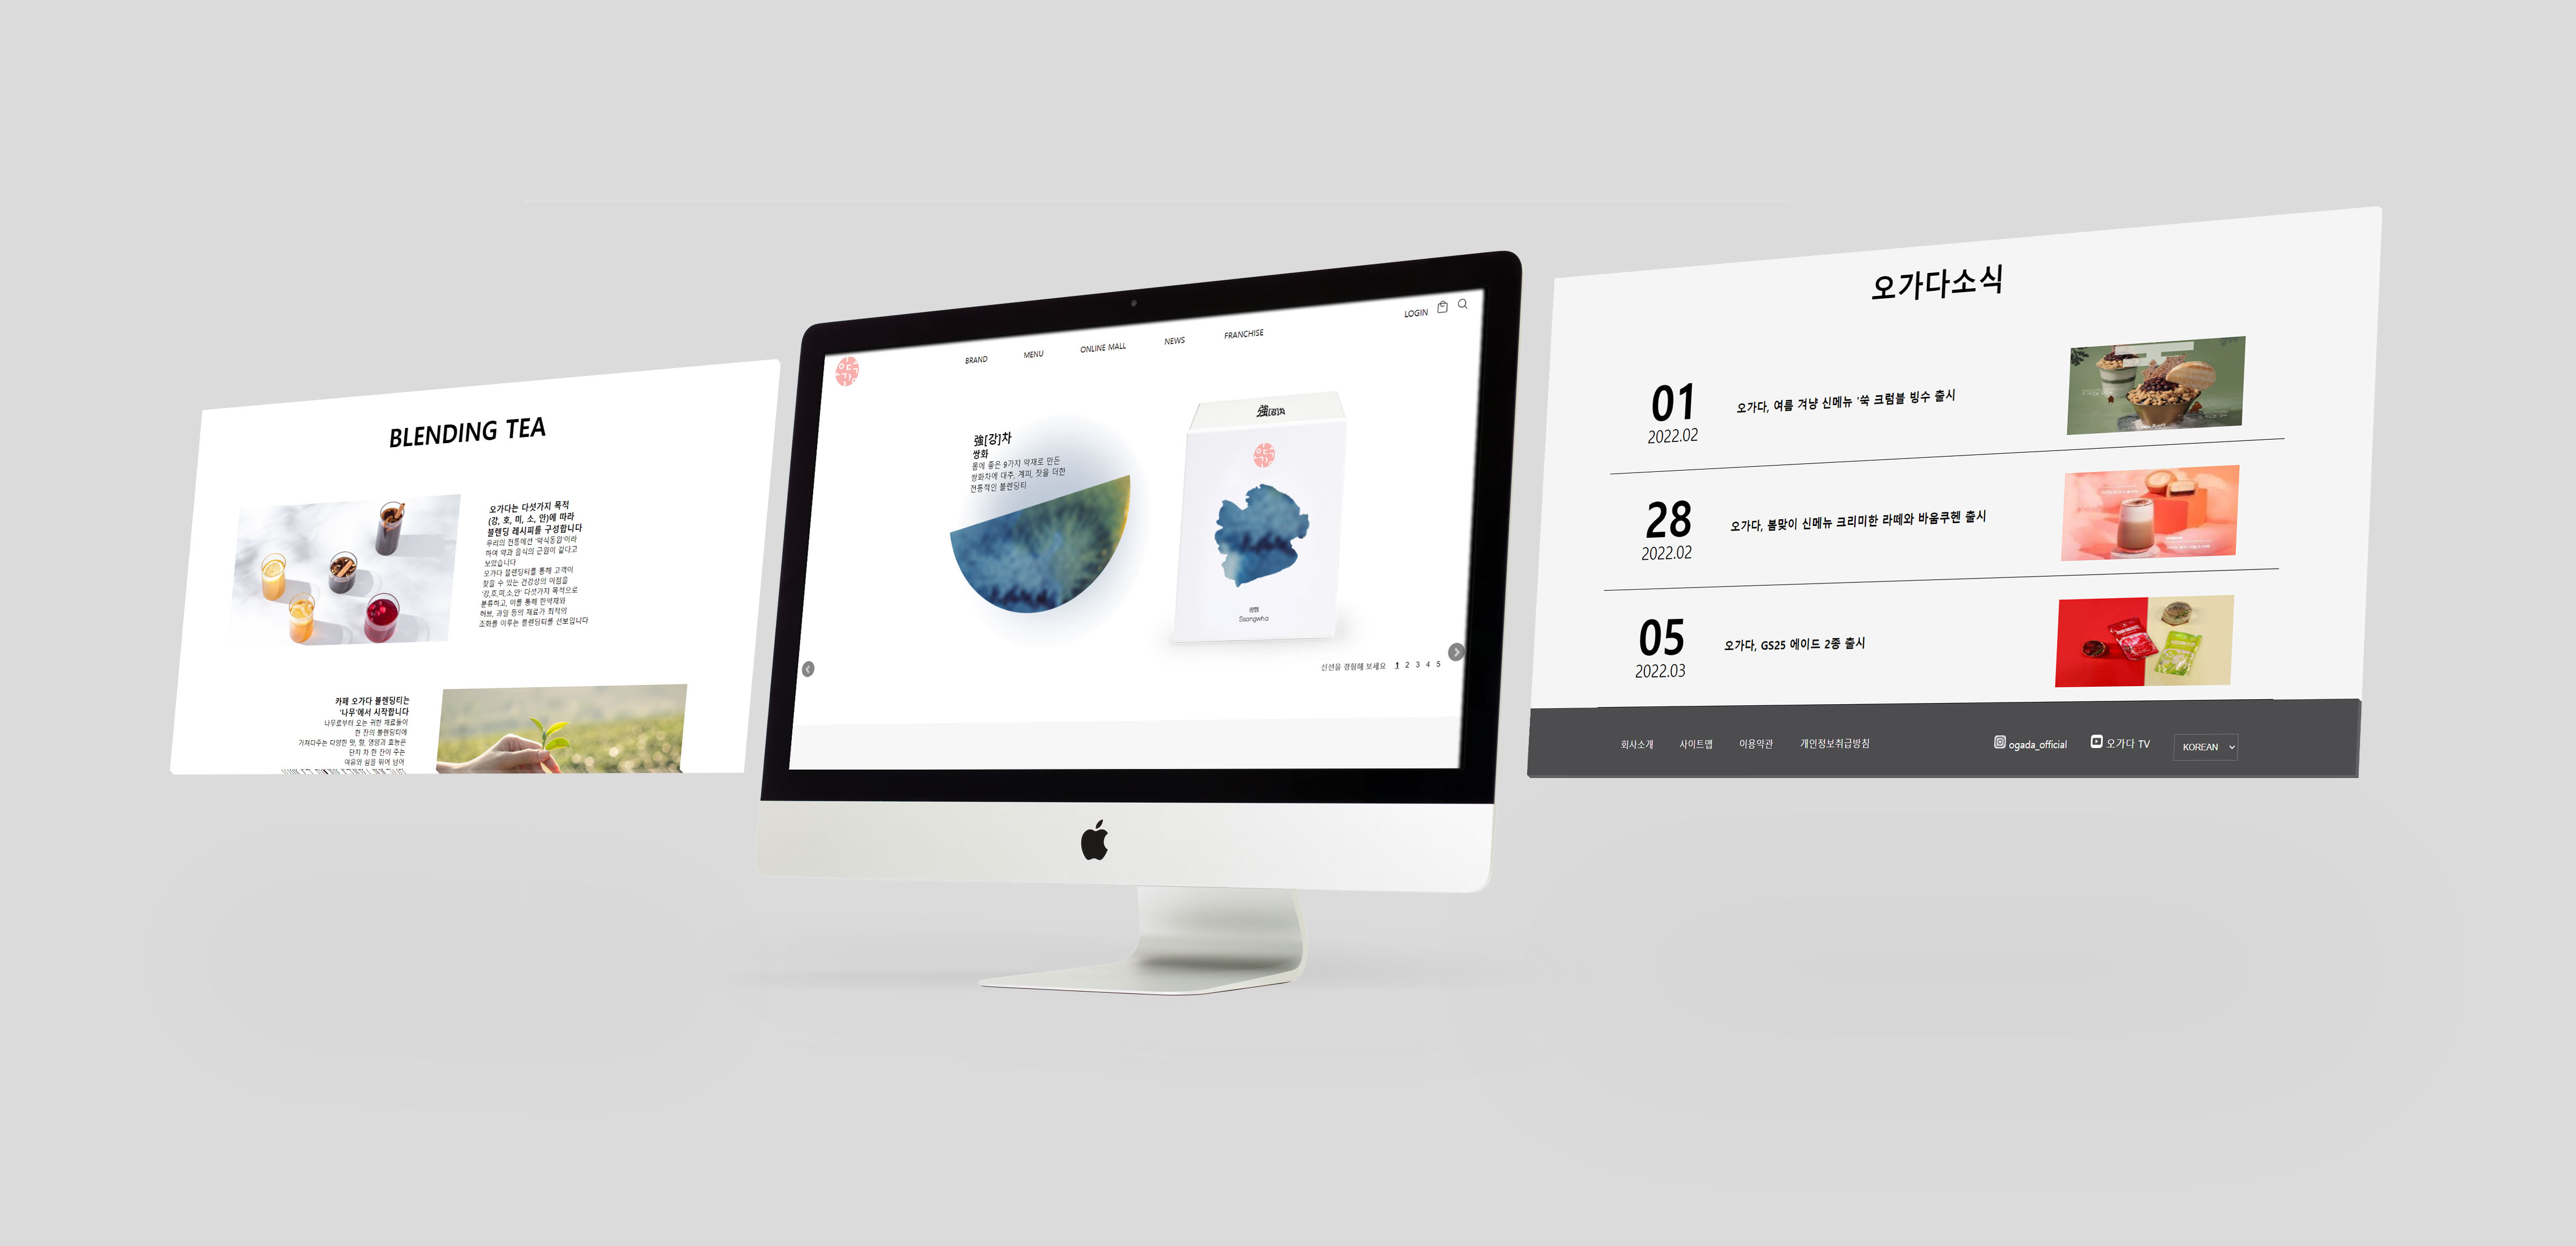 BLENDING TEA
오가다는 다섯가지 목적
(강, 호, 미, 소, 안)에 따라
블렌딩 레시피를 구성합니다
우리의 전통에선 '약식동원'이라
하여 약과 음식의 근원이 같다고
보았습니다
오가다 블렌딩티를 통해 고객이
찾을 수 있는 건강상의 이점을
'강,호,미,소,안' 다섯가지 목적으로
분류하고, 이를 통해 한약재와
허브, 과일 등의 재료가 최적의
조화를 이루는 블렌딩티를 선보입니다
카페 오가다 블렌딩티는
'나무'에서 시작합니다
나무로부터 오는 귀한 재료들이
한 잔의 블렌딩티에
가져다주는 다양한 맛, 향, 영양과 효능은
단지 차 한 잔이 주는
여유와 쉼을 뛰어 넘어
LOGIN
BRAND
MENU
ONLINE MALL
NEWS
FRANCHISE
強[강]차
쌍화
몸에 좋은 9가지 약재로 만든
쌍화차에 대추, 계피, 잣을 더한
전통적인 블렌딩티
強[강]차
쌍화
Ssangwha
신선을 경험해 보세요 1 2 3 4 5
오가다소식
01
2022.02
오가다, 여름 겨냥 신메뉴 '쑥 크럼블 빙수 출시
28
2022.02
오가다, 봄맞이 신메뉴 크리미한 라떼와 바움쿠헨 출시
05
2022.03
오가다, GS25 에이드 2종 출시
회사소개 사이트맵 이용약관 개인정보취급방침
ogada_official
오가다 TV
KOREAN